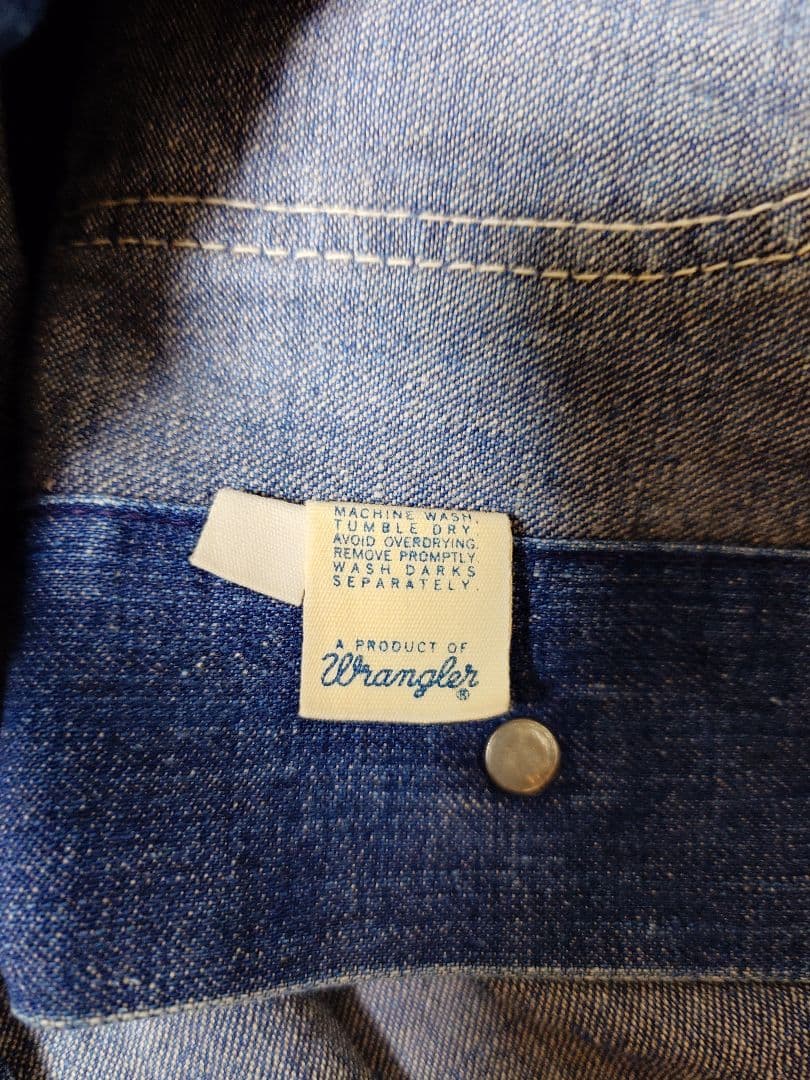 MACHINE WASH.
TUMBLE DRY
AVOID OVERDRYING.
REMOVE PROMPTLY.
WASH DARKS
SEPARATELY.
A PRODUCT OF
Wrangler®